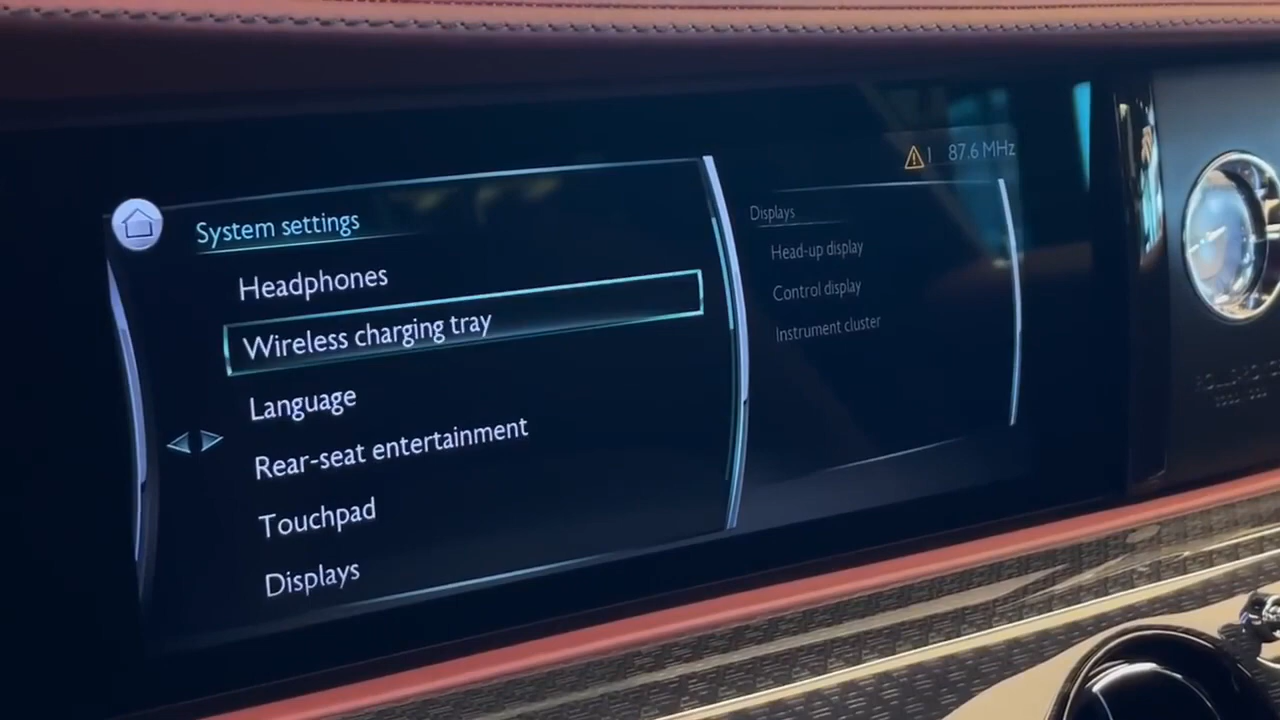 1 87.6 MHz
System settings
Headphones
Wireless charging tray
Language
Rear-seat entertainment
Touchpad
Displays
Displays
Head-up display
Control display
Instrument cluster